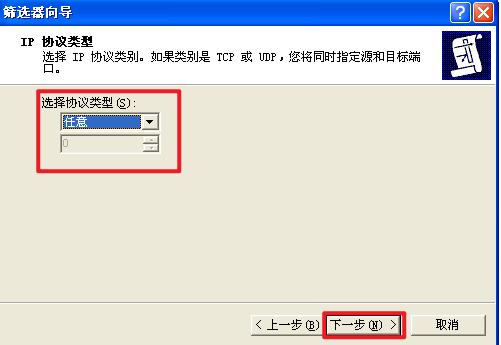 筛选器向导
IP 协议类型
选择 IP 协议类别。如果类别是 TCP 或 UDP，您将同时指定源和目标端
口。
选择协议类型(S):
任意
0
< 上一步(B) 下一步(N) > 取消